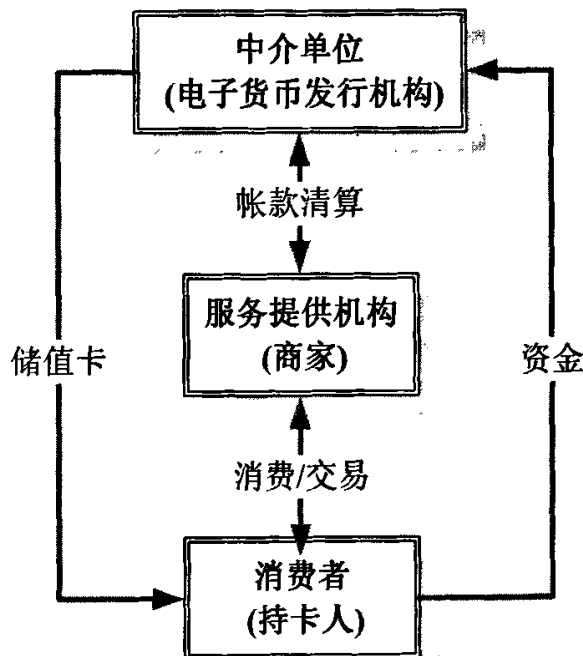 中介单位
(电子货币发行机构)
帐款清算
服务提供机构
(商家)
储值卡
资金
消费/交易
消费者
(持卡人)